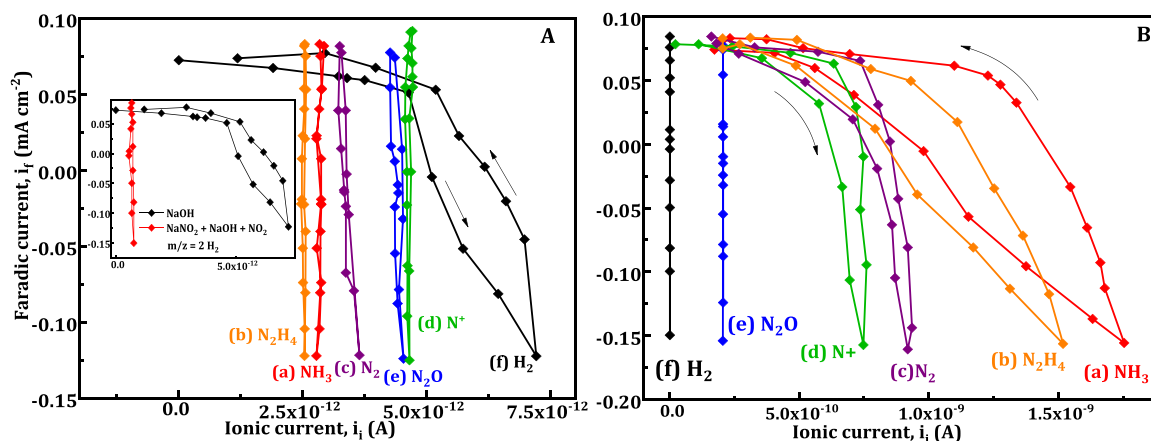 A
B
Faradic current, i_f (mA cm⁻²)
0.10
0.05
0.00
-0.05
-0.10
-0.15
0.0
2.5x10⁻¹²
5.0x10⁻¹²
7.5x10⁻¹²
Ionic current, i_i (A)
0.05
0.00
-0.05
-0.10
-0.15
0.0
5.0x10⁻¹²
NaOH
NaNO₂ + NaOH + NO₂
m/z = 2 H₂
(b) N₂H₄
(a) NH₃
(c) N₂
(e) N₂O
(d) N⁺
(f) H₂
0.10
0.05
0.00
-0.05
-0.10
-0.15
-0.20
0.0
5.0x10⁻¹⁰
1.0x10⁻⁹
1.5x10⁻⁹
Ionic current, i_i (A)
(f) H₂
(e) N₂O
(d) N+
(c)N₂
(b) N₂H₄
(a) NH₃